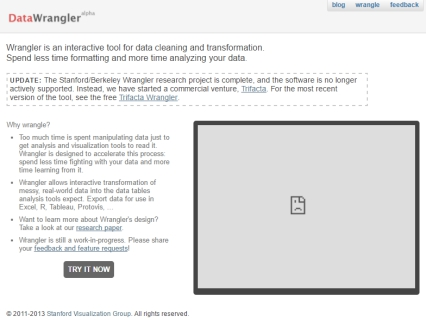 blog wrangle feedback
DataWrangler alpha
Wrangler is an interactive tool for data cleaning and transformation.
Spend less time formatting and more time analyzing your data.
UPDATE: The Stanford/Berkeley Wrangler research project is complete, and the software is no longer
actively supported. Instead, we have started a commercial venture, Trifacta. For the most recent
version of the tool, see the free Trifacta Wrangler.
Why wrangle?
• Too much time is spent manipulating data just to
get analysis and visualization tools to read it.
Wrangler is designed to accelerate this process:
spend less time fighting with your data and more
time learning from it.
• Wrangler allows interactive transformation of
messy, real-world data into the data tables
analysis tools expect. Export data for use in
Excel, R, Tableau, Protovis, ...
• Want to learn more about Wrangler's design?
Take a look at our research paper.
• Wrangler is still a work-in-progress. Please share
your feedback and feature requests!
TRY IT NOW
© 2011-2013 Stanford Visualization Group. All rights reserved.